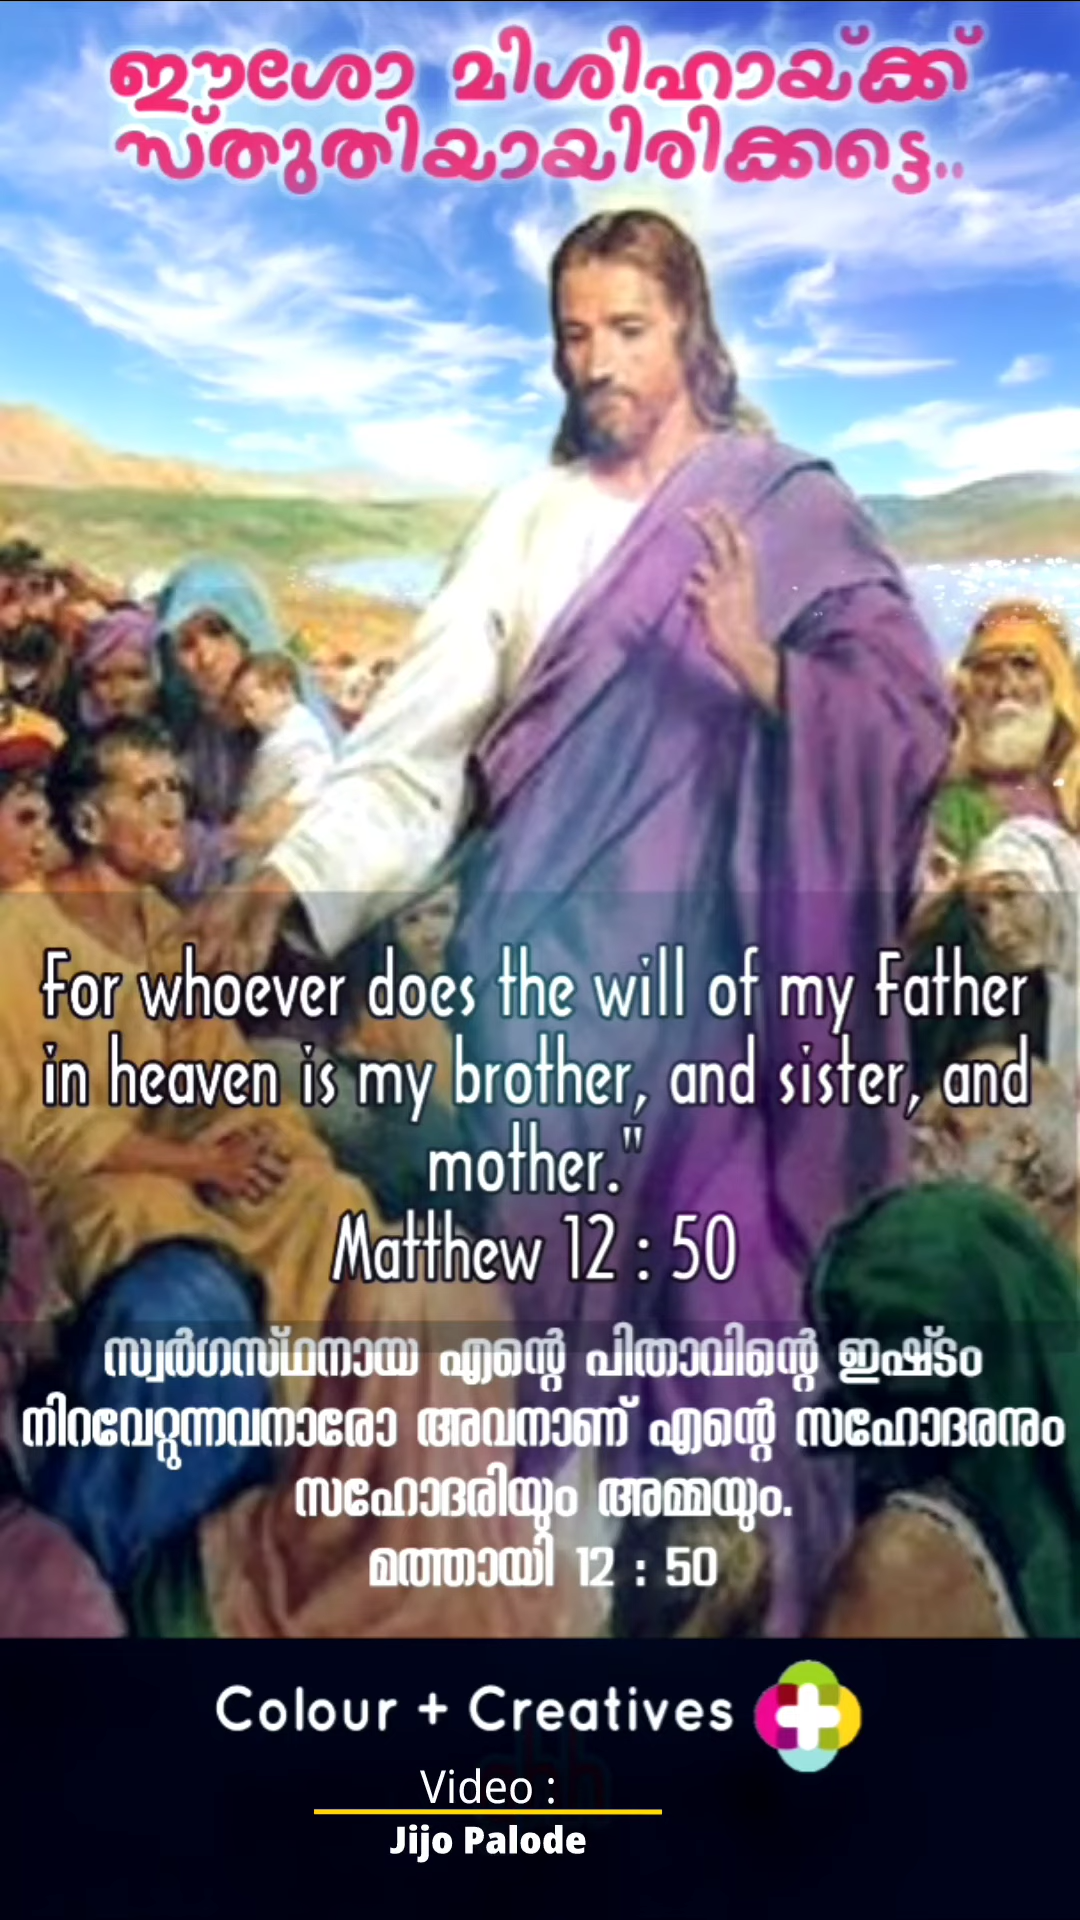 ഈശോ മിശിഹായ്ക്ക്
സ്തുതിയായിരിക്കട്ടെ..
For whoever does the will of my Father
in heaven is my brother, and sister, and
mother."
Matthew 12 : 50
സ്വർഗസ്ഥനായ എന്റെ പിതാവിന്റെ ഇഷ്ടം
നിറവേറ്റുന്നവനാരോ അവനാണ് എന്റെ സഹോദരനും
സഹോദരിയും അമ്മയും.
മത്തായി 12 : 50
Colour + Creatives
Video :
Jijo Palode